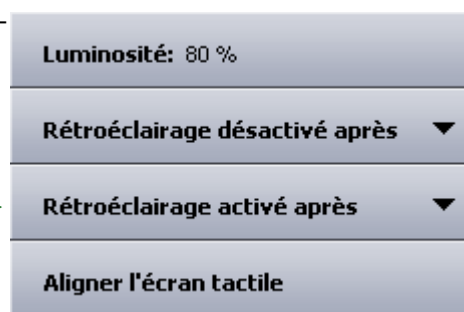 Luminosité: 80 %
Rétroéclairage désactivé après
Rétroéclairage activé après
Aligner l'écran tactile